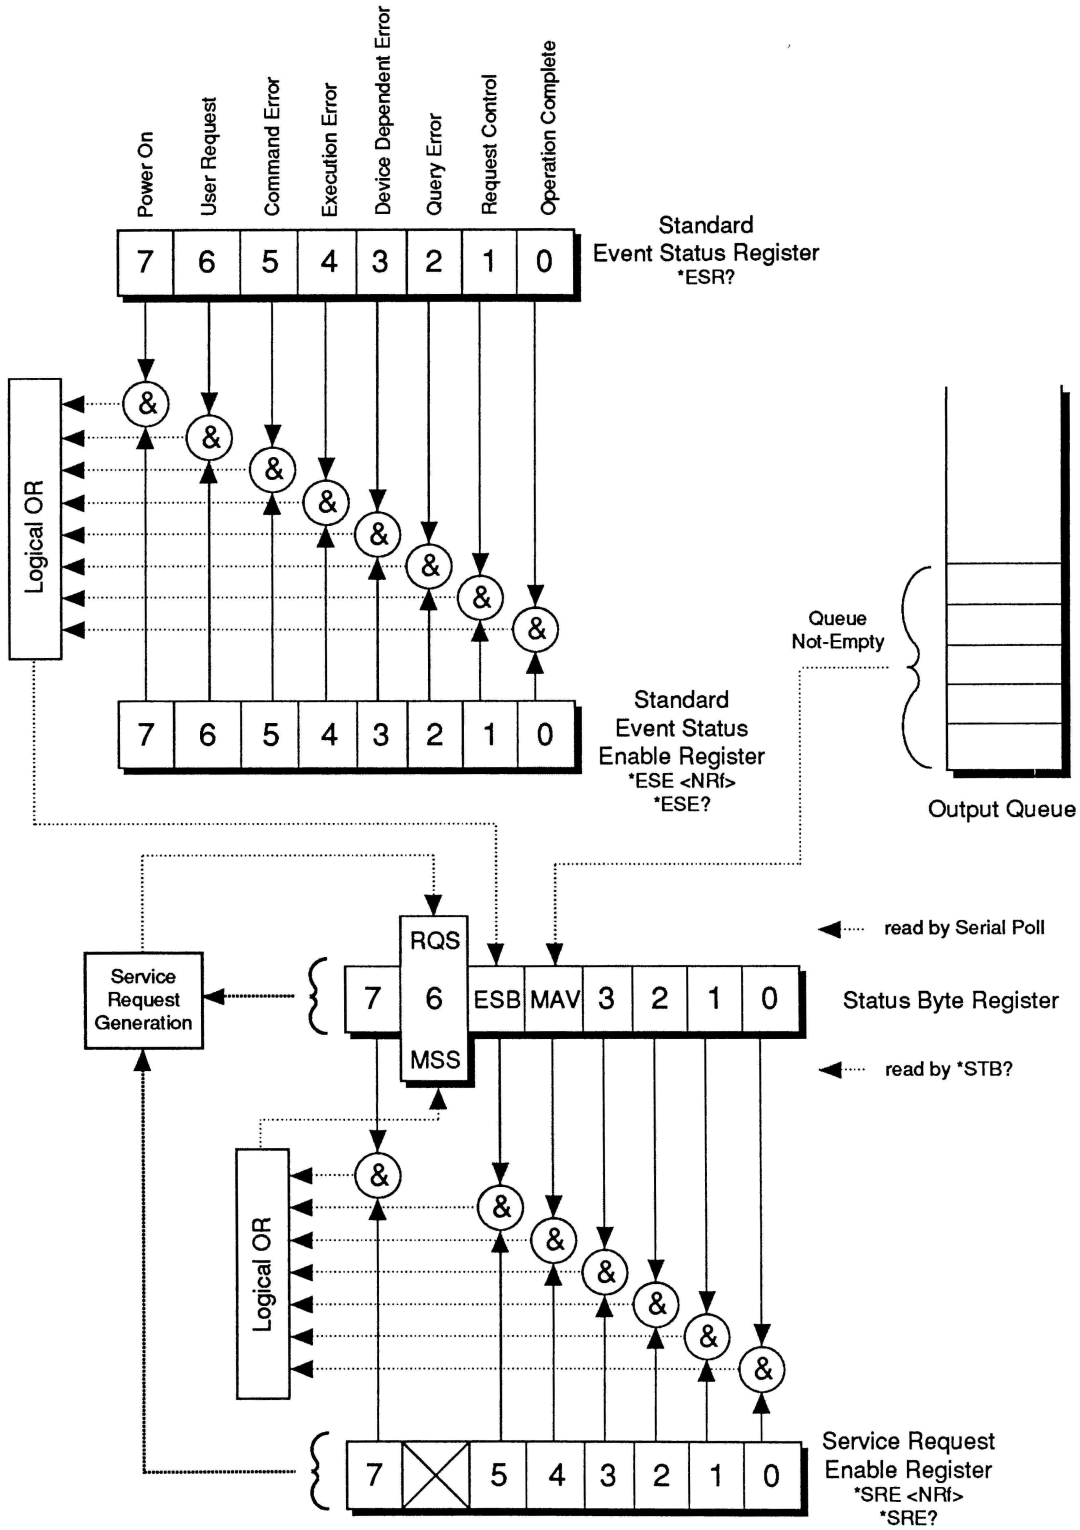 Power On
User Request
Command Error
Execution Error
Device Dependent Error
Query Error
Request Control
Operation Complete
7 6 5 4 3 2 1 0
Standard
Event Status Register
*ESR?
& & & & & & & &
Logical OR
Queue
Not-Empty
Output Queue
7 6 5 4 3 2 1 0
Standard
Event Status
Enable Register
*ESE <NRf>
*ESE?
read by Serial Poll
Service
Request
Generation
RQS
7 6 ESB MAV 3 2 1 0
MSS
Status Byte Register
read by *STB?
& & & & & & &
Logical OR
7 5 4 3 2 1 0
Service Request
Enable Register
*SRE <NRf>
*SRE?